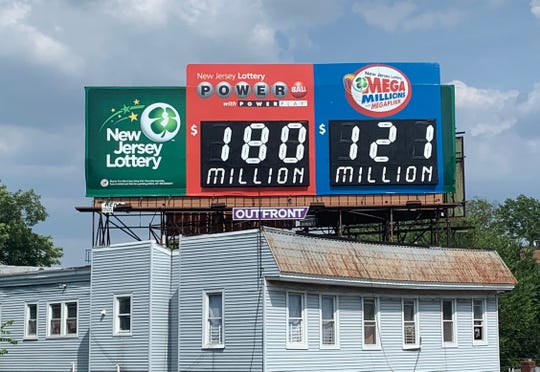 New
Jersey
Lottery
New Jersey Lottery
POWER BALL
with POWER PLAY
$ 180
MILLION
New Jersey Lottery
MEGA
MILLIONS
with MEGAPLIER
$ 121
MILLION
OUTFRONT